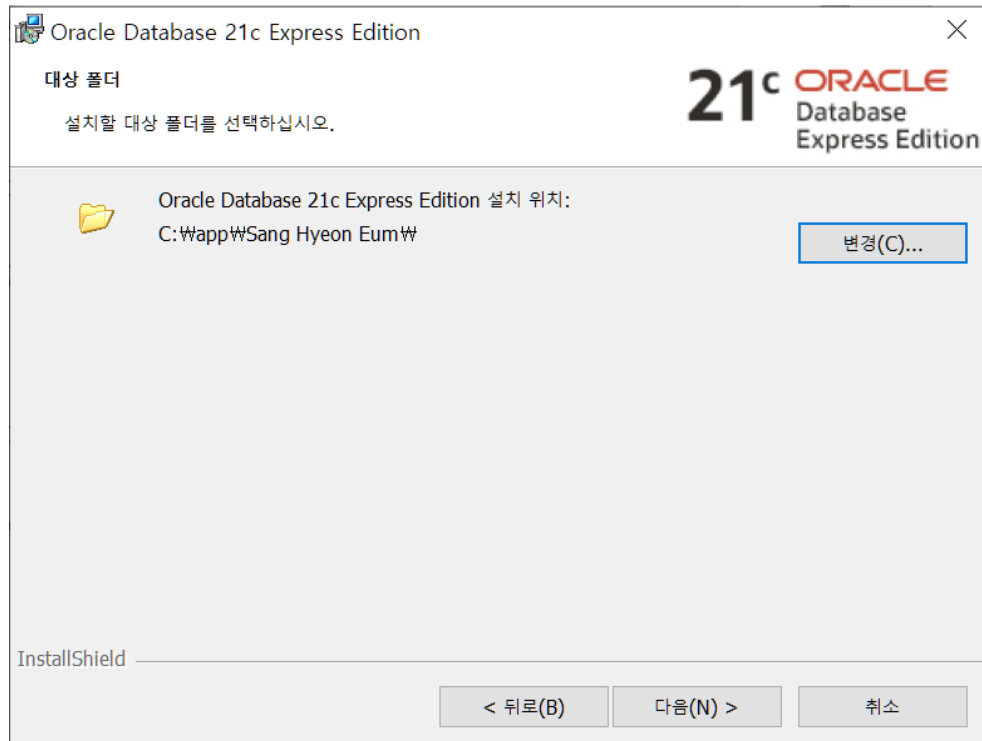 Oracle Database 21c Express Edition
대상 폴더
설치할 대상 폴더를 선택하십시오.
21c ORACLE
Database
Express Edition
Oracle Database 21c Express Edition 설치 위치:
C:₩app₩Sang Hyeon Eum₩
변경(C)...
InstallShield
< 뒤로(B)
다음(N) >
취소